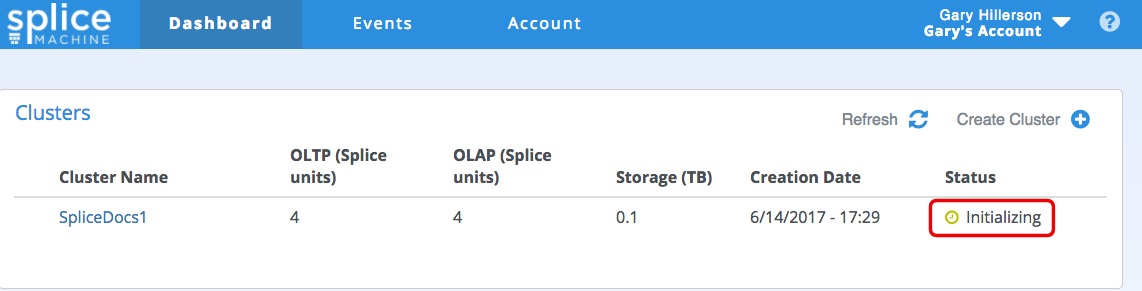 splice MACHINE
Dashboard Events Account
Gary Hillerson
Gary's Account
?
Clusters
Refresh Create Cluster
Cluster Name OLTP (Splice units) OLAP (Splice units) Storage (TB) Creation Date Status
SpliceDocs1 4 4 0.1 6/14/2017 - 17:29 Initializing